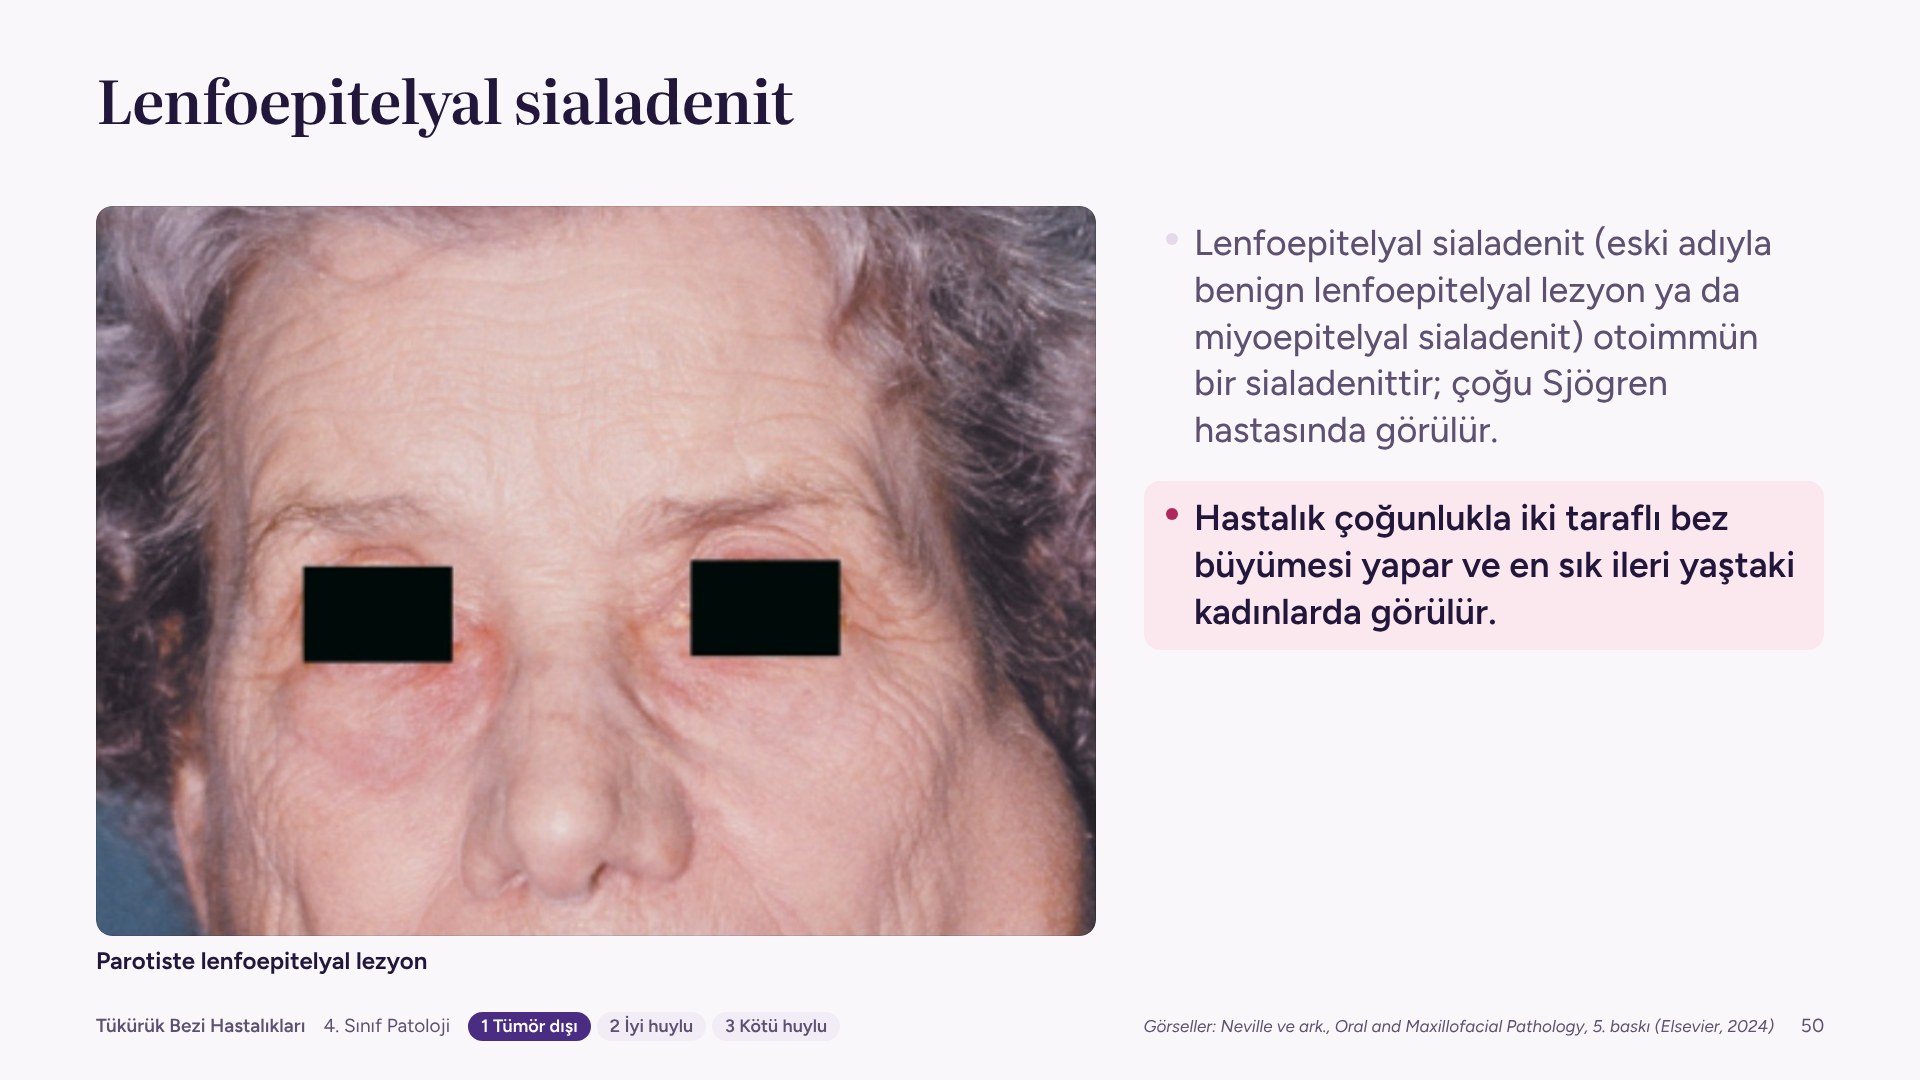 Lenfoepitelyal sialadenit
Lenfoepitelyal sialadenit (eski adıyla
benign lenfoepitelyal lezyon ya da
miyoepitelyal sialadenit) otoimmün
bir sialadenittir; çoğu Sjögren
hastasında görülür.
Hastalık çoğunlukla iki taraflı bez
büyümesi yapar ve en sık ileri yaştaki
kadınlarda görülür.
Parotiste lenfoepitelyal lezyon
Tükürük Bezi Hastalıkları 4. Sınıf Patoloji 1 Tümör dışı 2 İyi huylu 3 Kötü huylu
Görseller: Neville ve ark., Oral and Maxillofacial Pathology, 5. baskı (Elsevier, 2024) 50